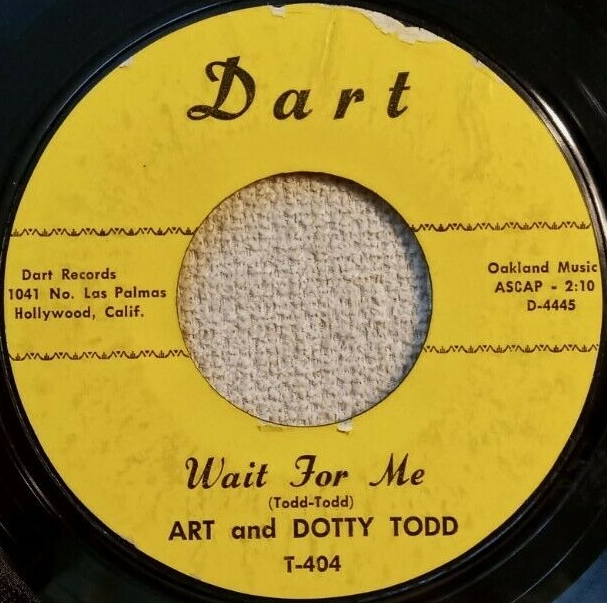 Dart
Dart Records
1041 No. Las Palmas
Hollywood, Calif.
Oakland Music
ASCAP - 2:10
D-4445
Wait For Me
(Todd-Todd)
ART and DOTTY TODD
T-404